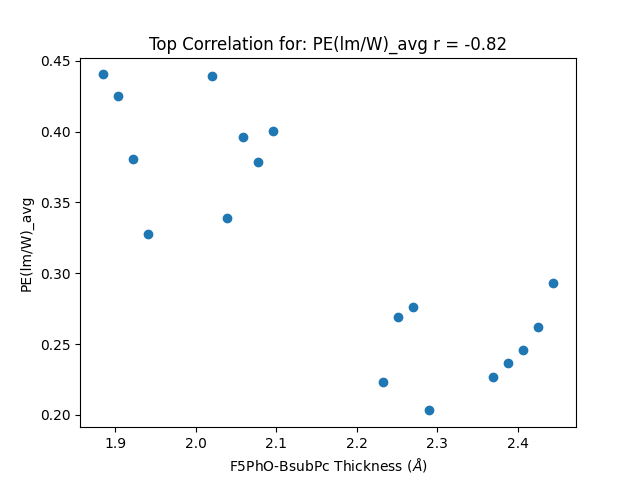 Top Correlation for: PE(lm/W)_avg r = -0.82
0.45
0.40
0.35
0.30
0.25
0.20
PE(lm/W)_avg
1.9 2.0 2.1 2.2 2.3 2.4
F5PhO-BsubPc Thickness (Å)